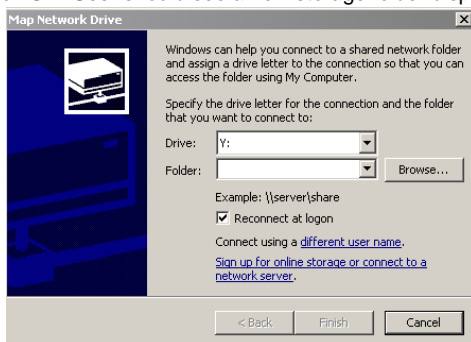 Map Network Drive
Windows can help you connect to a shared network folder
and assign a drive letter to the connection so that you can
access the folder using My Computer.
Specify the drive letter for the connection and the folder
that you want to connect to:
Drive: Y:
Folder: Browse...
Example: \\server\share
Reconnect at logon
Connect using a different user name.
Sign up for online storage or connect to a
network server.
< Back Finish Cancel